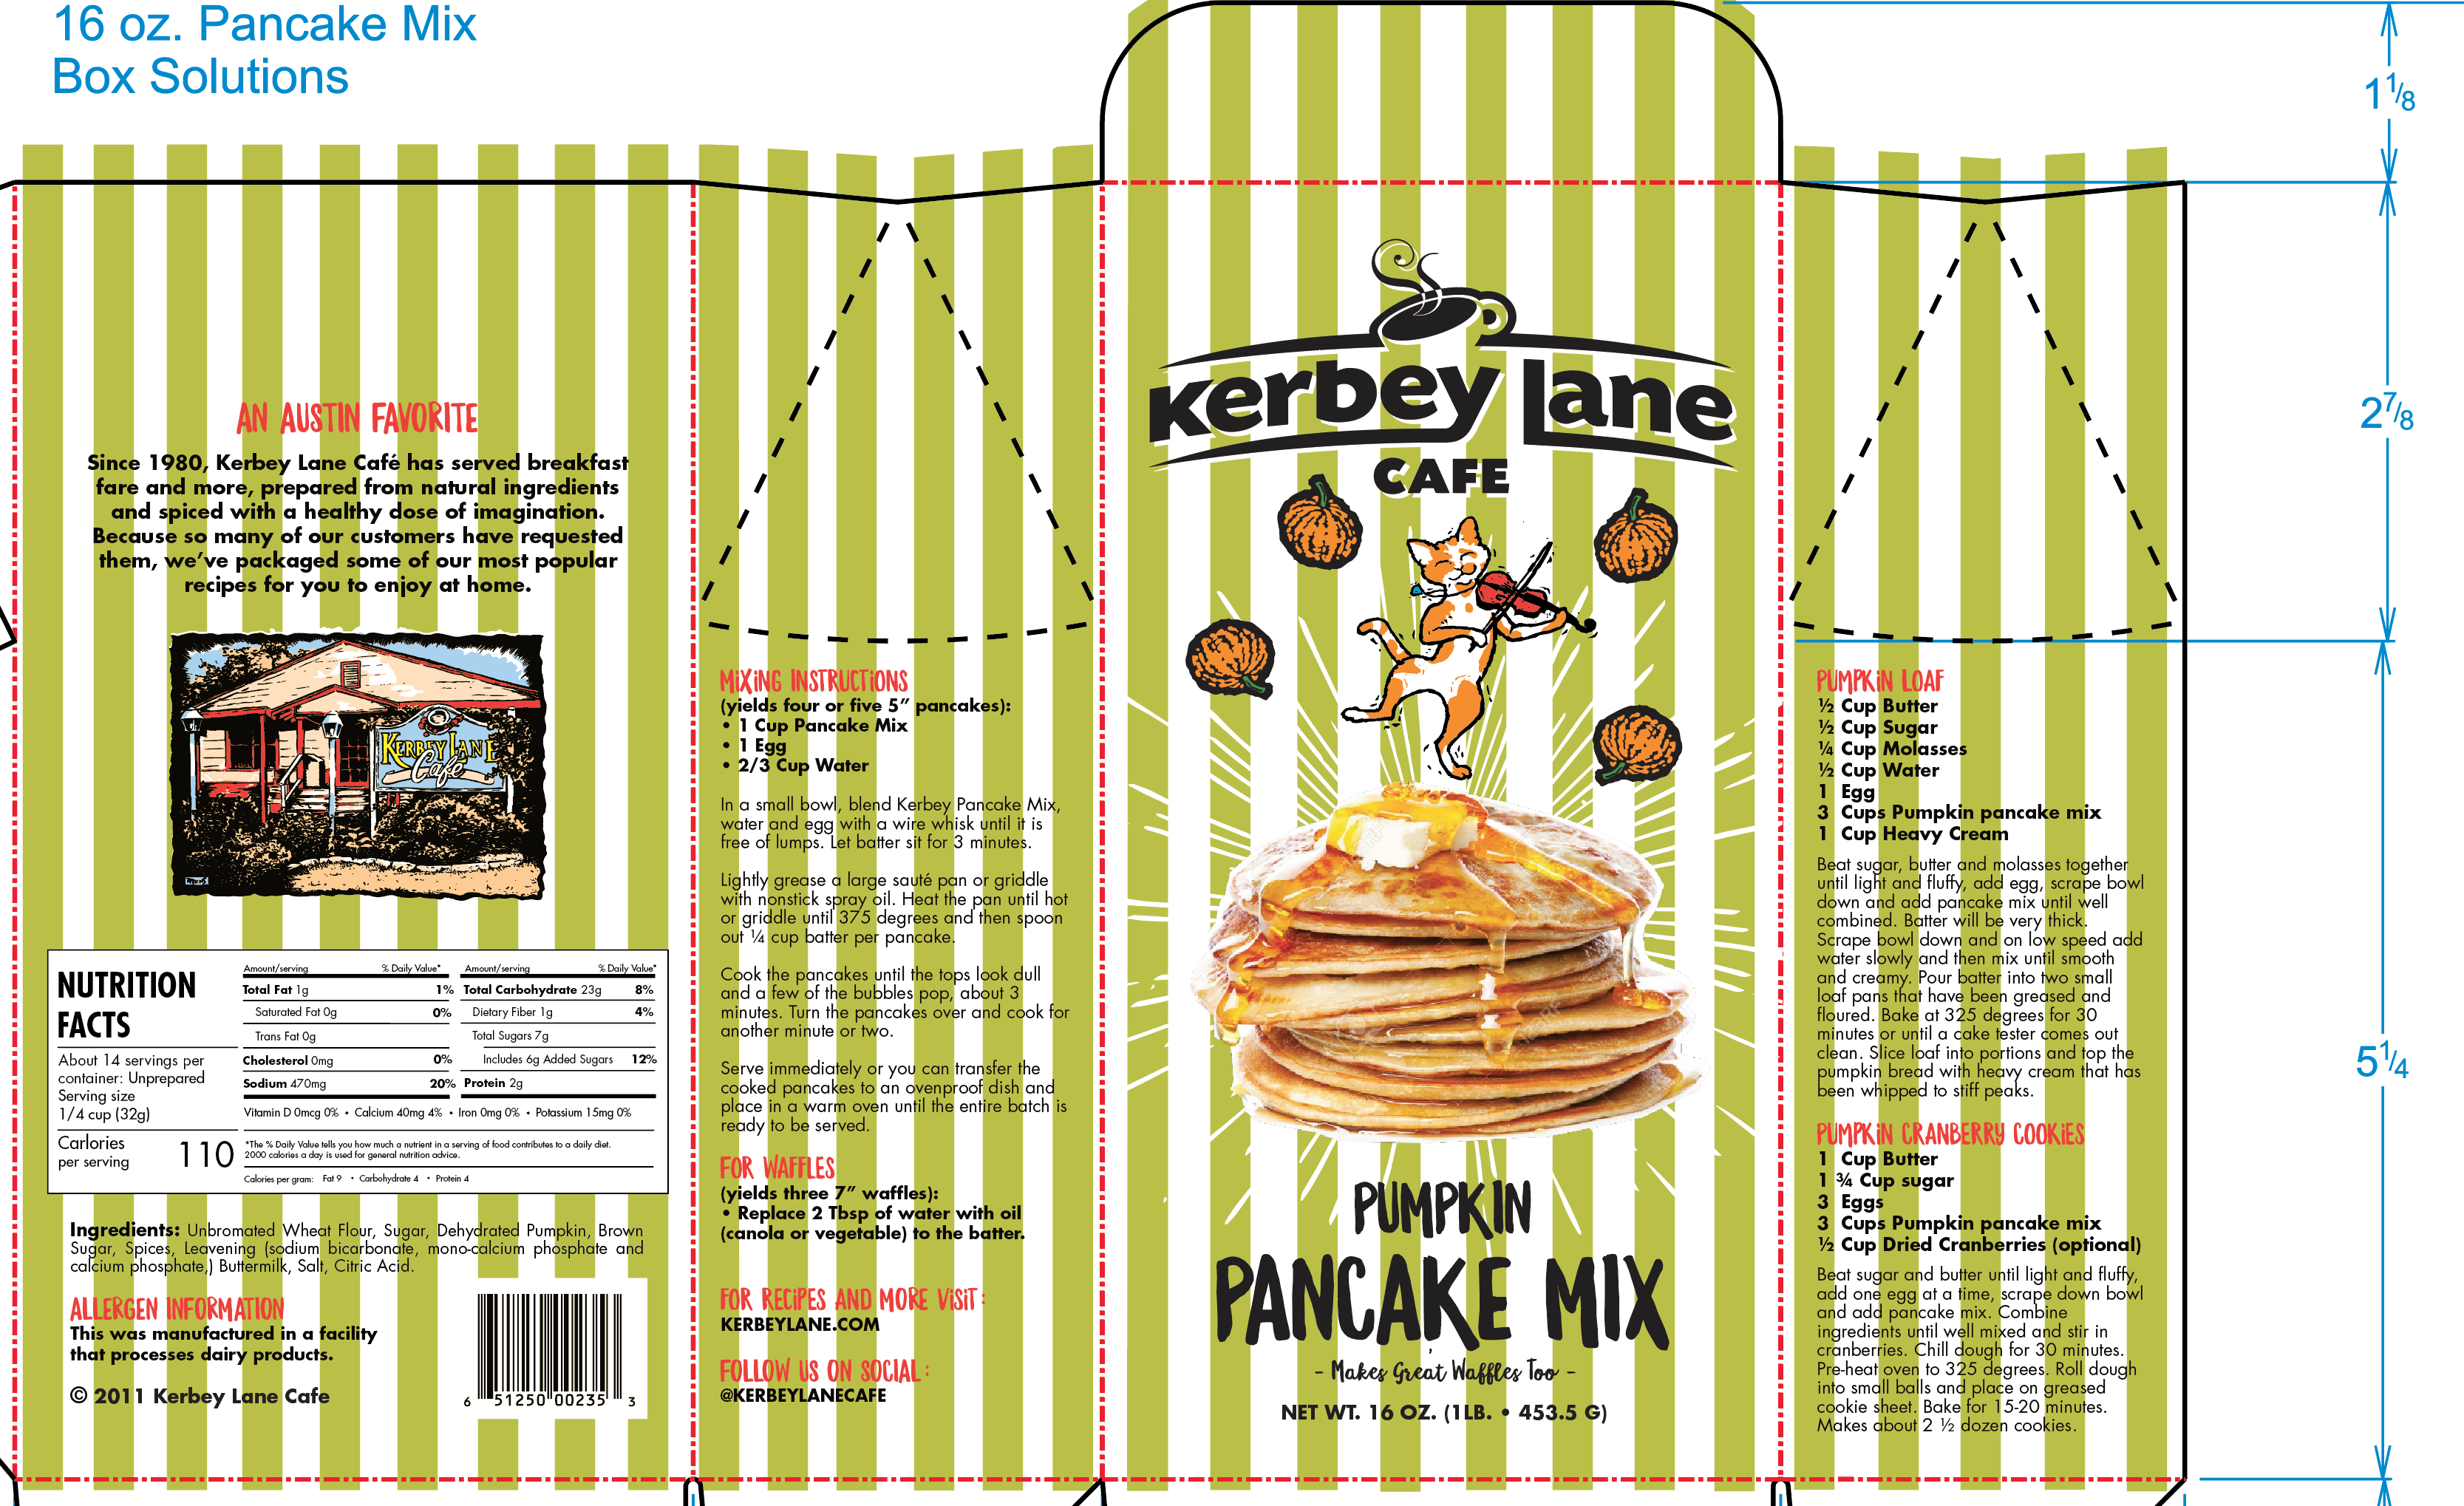 16 oz. Pancake Mix
Box Solutions
AN AUSTIN FAVORITE
Since 1980, Kerbey Lane Café has served breakfast
fare and more, prepared from natural ingredients
and spiced with a healthy dose of imagination.
Because so many of our customers have requested
them, we've packaged some of our most popular
recipes for you to enjoy at home.
KERBEY LANE
Café
NUTRITION
FACTS
About 14 servings per
container: Unprepared
Serving size
1/4 cup (32g)
Carlories
per serving 110
Amount/serving % Daily Value*
Total Fat 1g 1%
Saturated Fat 0g 0%
Trans Fat 0g
Cholesterol 0mg 0%
Sodium 470mg 20%
Amount/serving % Daily Value*
Total Carbohydrate 23g 8%
Dietary Fiber 1g 4%
Total Sugars 7g
Includes 6g Added Sugars 12%
Protein 2g
Vitamin D 0mcg 0% • Calcium 40mg 4% • Iron 0mg 0% • Potassium 15mg 0%
*The % Daily Value tells you how much a nutrient in a serving of food contributes to a daily diet.
2000 calories a day is used for general nutrition advice.
Calories per gram: Fat 9 • Carbohydrate 4 • Protein 4
Ingredients: Unbromated Wheat Flour, Sugar, Dehydrated Pumpkin, Brown
Sugar, Spices, Leavening (sodium bicarbonate, mono-calcium phosphate and
calcium phosphate,) Buttermilk, Salt, Citric Acid.
ALLERGEN INFORMATION
This was manufactured in a facility
that processes dairy products.
© 2011 Kerbey Lane Cafe
6 51250 00235 3
MIXING INSTRUCTIONS
(yields four or five 5" pancakes):
• 1 Cup Pancake Mix
• 1 Egg
• 2/3 Cup Water
In a small bowl, blend Kerbey Pancake Mix,
water and egg with a wire whisk until it is
free of lumps. Let batter sit for 3 minutes.
Lightly grease a large sauté pan or griddle
with nonstick spray oil. Heat the pan until hot
or griddle until 375 degrees and then spoon
out ¼ cup batter per pancake.
Cook the pancakes until the tops look dull
and a few of the bubbles pop, about 3
minutes. Turn the pancakes over and cook for
another minute or two.
Serve immediately or you can transfer the
cooked pancakes to an ovenproof dish and
place in a warm oven until the entire batch is
ready to be served.
FOR WAFFLES
(yields three 7" waffles):
• Replace 2 Tbsp of water with oil
(canola or vegetable) to the batter.
FOR RECIPES AND MORE VISIT:
KERBEYLANE.COM
FOLLOW US ON SOCIAL:
@KERBEYLANECAFE
Kerbey Lane
CAFE
PUMPKIN
PANCAKE MIX
- Makes Great Waffles Too -
NET WT. 16 OZ. (1LB. • 453.5 G)
PUMPKIN LOAF
½ Cup Butter
½ Cup Sugar
¼ Cup Molasses
½ Cup Water
1 Egg
3 Cups Pumpkin pancake mix
1 Cup Heavy Cream
Beat sugar, butter and molasses together
until light and fluffy, add egg, scrape bowl
down and add pancake mix until well
combined. Batter will be very thick.
Scrape bowl down and on low speed add
water slowly and then mix until smooth
and creamy. Pour batter into two small
loaf pans that have been greased and
floured. Bake at 325 degrees for 30
minutes or until a cake tester comes out
clean. Slice loaf into portions and top the
pumpkin bread with heavy cream that has
been whipped to stiff peaks.
PUMPKIN CRANBERRY COOKIES
1 Cup Butter
1 ¾ Cup sugar
3 Eggs
3 Cups Pumpkin pancake mix
½ Cup Dried Cranberries (optional)
Beat sugar and butter until light and fluffy,
add one egg at a time, scrape down bowl
and add pancake mix. Combine
ingredients until well mixed and stir in
cranberries. Chill dough for 30 minutes.
Pre-heat oven to 325 degrees. Roll dough
into small balls and place on greased
cookie sheet. Bake for 15-20 minutes.
Makes about 2 ½ dozen cookies.
1 1/8
2 7/8
5 1/4